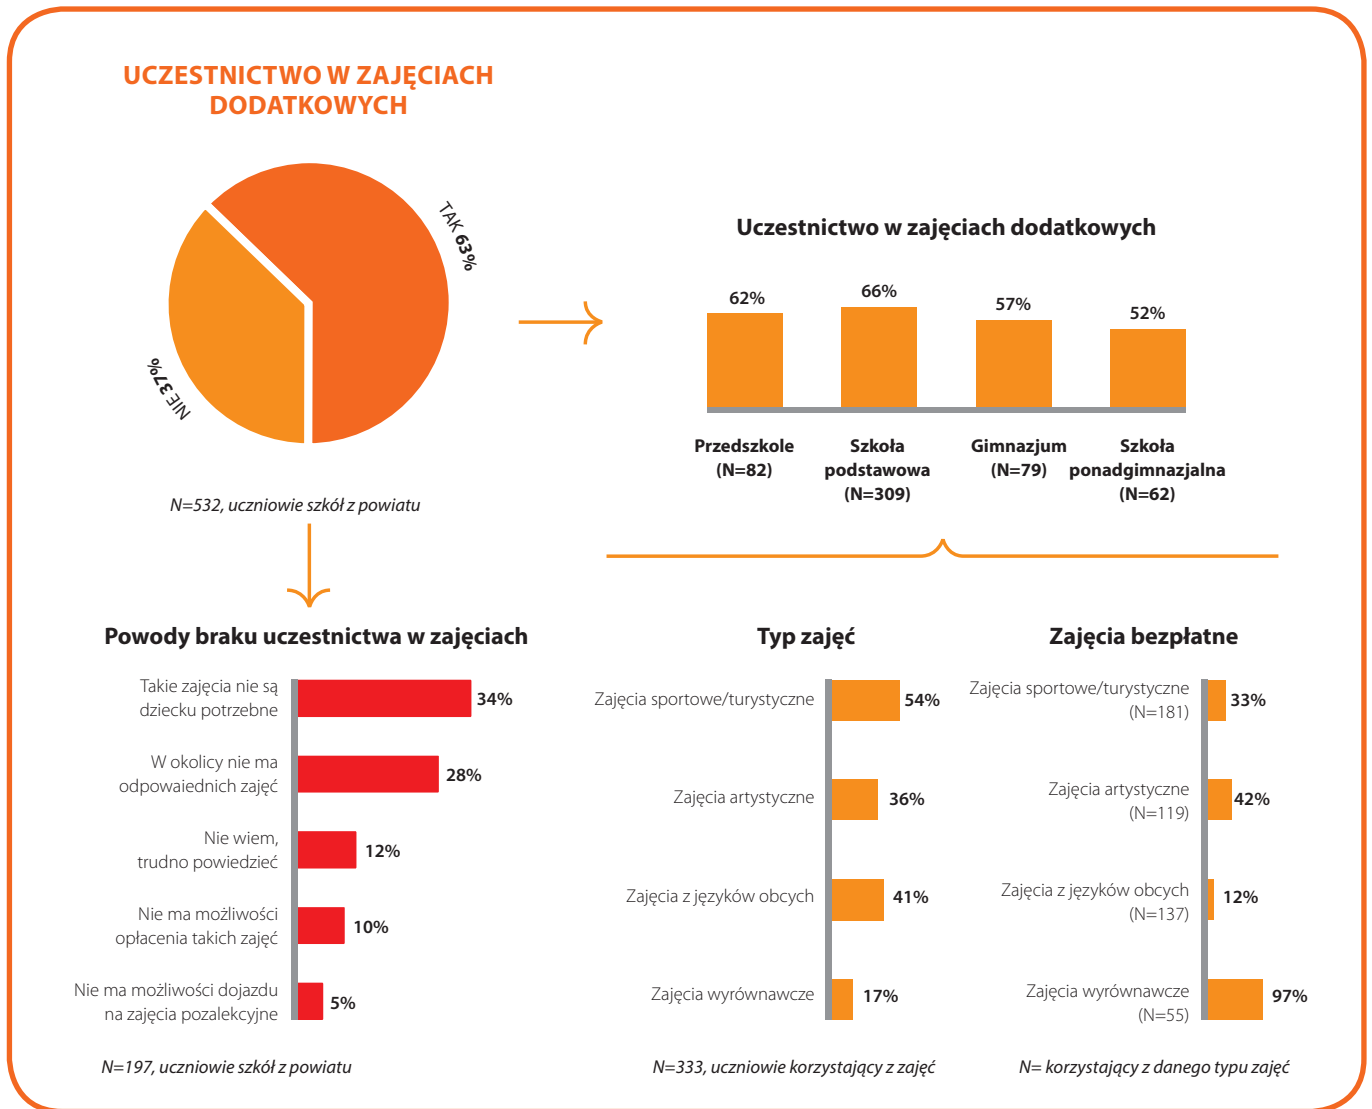 UCZESTNICTWO W ZAJĘCIACH
DODATKOWYCH
TAK 63%
NIE 37%
N=532, uczniowie szkół z powiatu
Uczestnictwo w zajęciach dodatkowych
62%
66%
57%
52%
Przedszkole
(N=82)
Szkoła
podstawowa
(N=309)
Gimnazjum
(N=79)
Szkoła
ponadgimnazjalna
(N=62)
Powody braku uczestnictwa w zajęciach
Takie zajęcia nie są
dziecku potrzebne
34%
W okolicy nie ma
odpowaiednich zajęć
28%
Nie wiem,
trudno powiedzieć
12%
Nie ma możliwości
opłacenia takich zajęć
10%
Nie ma możliwości dojazdu
na zajęcia pozalekcyjne
5%
N=197, uczniowie szkół z powiatu
Typ zajęć
Zajęcia sportowe/turystyczne
54%
Zajęcia artystyczne
36%
Zajęcia z języków obcych
41%
Zajęcia wyrównawcze
17%
N=333, uczniowie korzystający z zajęć
Zajęcia bezpłatne
Zajęcia sportowe/turystyczne
(N=181)
33%
Zajęcia artystyczne
(N=119)
42%
Zajęcia z języków obcych
(N=137)
12%
Zajęcia wyrównawcze
(N=55)
97%
N= korzystający z danego typu zajęć